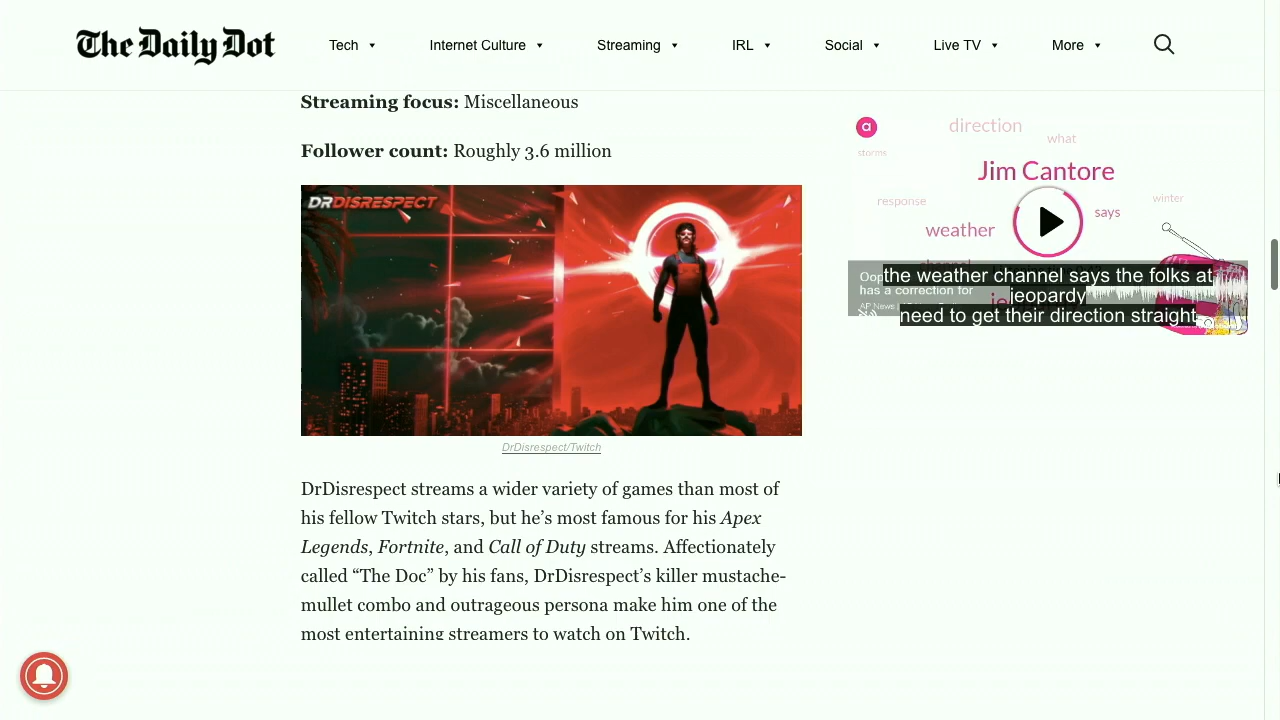 The Daily Dot
Tech
Internet Culture
Streaming
IRL
Social
Live TV
More
Streaming focus: Miscellaneous
Follower count: Roughly 3.6 million
DRDISRESPECT
DrDisrespect/Twitch
DrDisrespect streams a wider variety of games than most of
his fellow Twitch stars, but he’s most famous for his Apex
Legends, Fortnite, and Call of Duty streams. Affectionately
called “The Doc” by his fans, DrDisrespect’s killer mustache-
mullet combo and outrageous persona make him one of the
most entertaining streamers to watch on Twitch.
a
direction
what
storms
Jim Cantore
response
winter
says
weather
channel
Oop
has a correction for
AP News
the weather channel says the folks at
jeopardy
need to get their direction straight